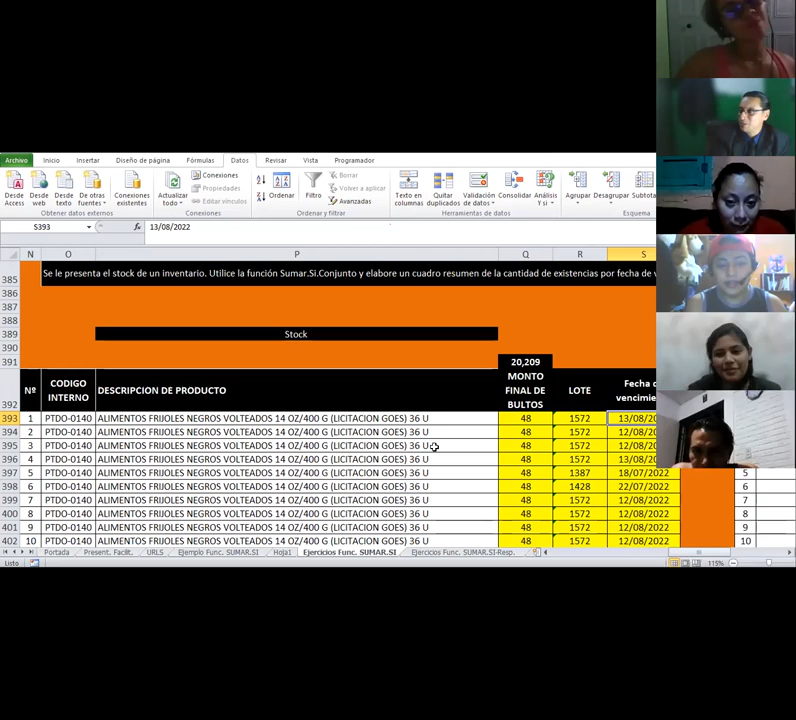 Archivo Inicio Insertar Diseño de página Fórmulas Datos Revisar Vista Programador
Desde Access
Desde web
Desde texto
De otras fuentes
Conexiones existentes
Obtener datos externos
Actualizar todo
Conexiones
Propiedades
Editar vínculos
Conexiones
Ordenar
Filtro
Borrar
Volver a aplicar
Avanzadas
Ordenar y filtrar
Texto en columnas
Quitar duplicados
Validación de datos
Consolidar
Análisis Y si
Herramientas de datos
Agrupar
Desagrupar
Subtota
Esquema
S393 fx 13/08/2022
N O P Q R S
385 Se le presenta el stock de un inventario. Utilice la función Sumar.Si.Conjunto y elabore un cuadro resumen de la cantidad de existencias por fecha de v
386
387
388
389 Stock
390
391 20,209
392 Nº CODIGO INTERNO DESCRIPCION DE PRODUCTO MONTO FINAL DE BULTOS LOTE Fecha d vencimie
393 1 PTDO-0140 ALIMENTOS FRIJOLES NEGROS VOLTEADOS 14 OZ/400 G (LICITACION GOES) 36 U 48 1572 13/08/20
394 2 PTDO-0140 ALIMENTOS FRIJOLES NEGROS VOLTEADOS 14 OZ/400 G (LICITACION GOES) 36 U 48 1572 12/08/20
395 3 PTDO-0140 ALIMENTOS FRIJOLES NEGROS VOLTEADOS 14 OZ/400 G (LICITACION GOES) 36 U 48 1572 12/08/20
396 4 PTDO-0140 ALIMENTOS FRIJOLES NEGROS VOLTEADOS 14 OZ/400 G (LICITACION GOES) 36 U 48 1572 13/08/20
397 5 PTDO-0140 ALIMENTOS FRIJOLES NEGROS VOLTEADOS 14 OZ/400 G (LICITACION GOES) 36 U 48 1387 18/07/2022 5
398 6 PTDO-0140 ALIMENTOS FRIJOLES NEGROS VOLTEADOS 14 OZ/400 G (LICITACION GOES) 36 U 48 1428 22/07/2022 6
399 7 PTDO-0140 ALIMENTOS FRIJOLES NEGROS VOLTEADOS 14 OZ/400 G (LICITACION GOES) 36 U 48 1572 12/08/2022 7
400 8 PTDO-0140 ALIMENTOS FRIJOLES NEGROS VOLTEADOS 14 OZ/400 G (LICITACION GOES) 36 U 48 1572 12/08/2022 8
401 9 PTDO-0140 ALIMENTOS FRIJOLES NEGROS VOLTEADOS 14 OZ/400 G (LICITACION GOES) 36 U 48 1572 12/08/2022 9
402 10 PTDO-0140 ALIMENTOS FRIJOLES NEGROS VOLTEADOS 14 OZ/400 G (LICITACION GOES) 36 U 48 1572 12/08/2022 10
Portada Present. Facilit. URLS Ejemplo Func. SUMAR.SI Hoja1 Ejercicios Func. SUMAR.SI Ejercicios Func. SUMAR.SI-Resp.
Listo 115%